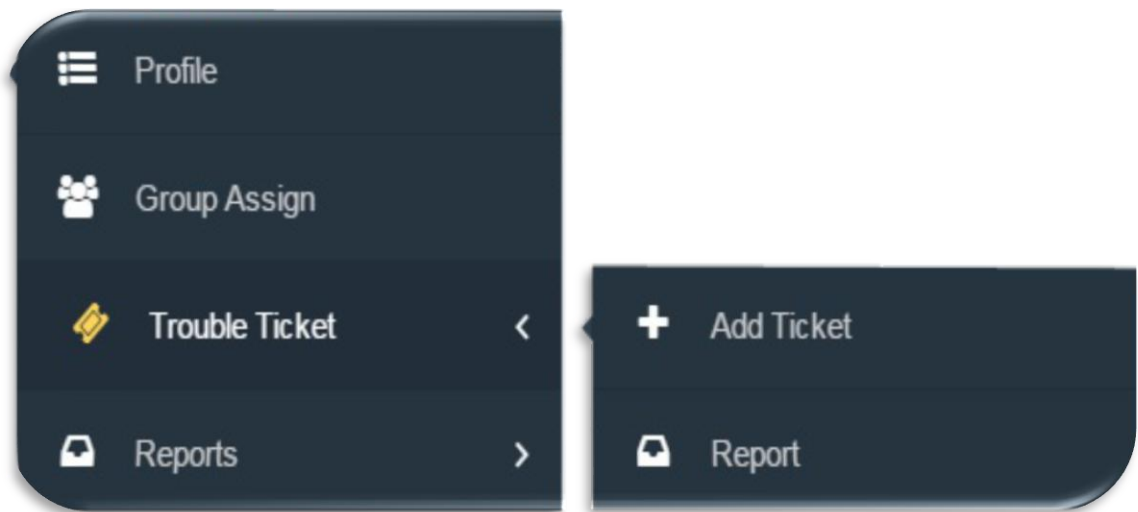 Profile
Group Assign
Trouble Ticket
Reports
Add Ticket
Report